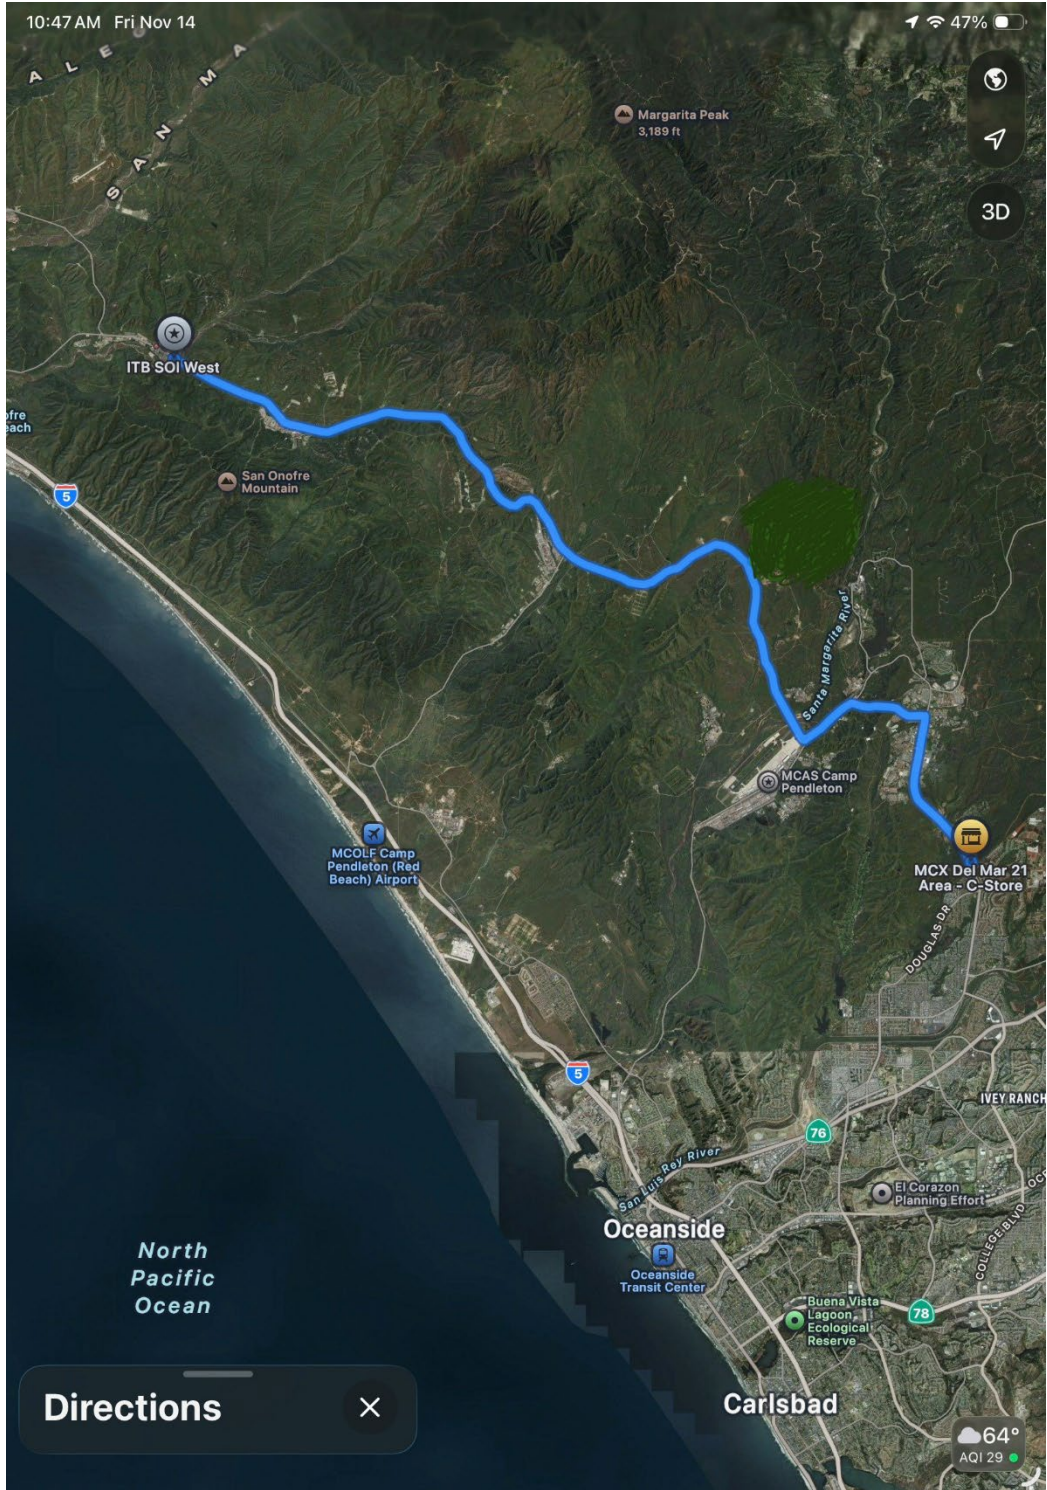 10:47 AM Fri Nov 14
47%
A L E
S A N M A
Margarita Peak
3,189 ft
3D
ITB SOI West
ofre
each
San Onofre
Mountain
5
Santa Margarita River
MCAS Camp
Pendleton
MCOLF Camp
Pendleton (Red
Beach) Airport
MCX Del Mar 21
Area - C-Store
DOUGLAS DR
5
IVEY RANCH
76
San Luis Rey River
El Corazon
Planning Effort
OCE
COLLEGE BLVD
Oceanside
Oceanside
Transit Center
North
Pacific
Ocean
Buena Vista
Lagoon
Ecological
Reserve
78
Directions
Carlsbad
64°
AQI 29